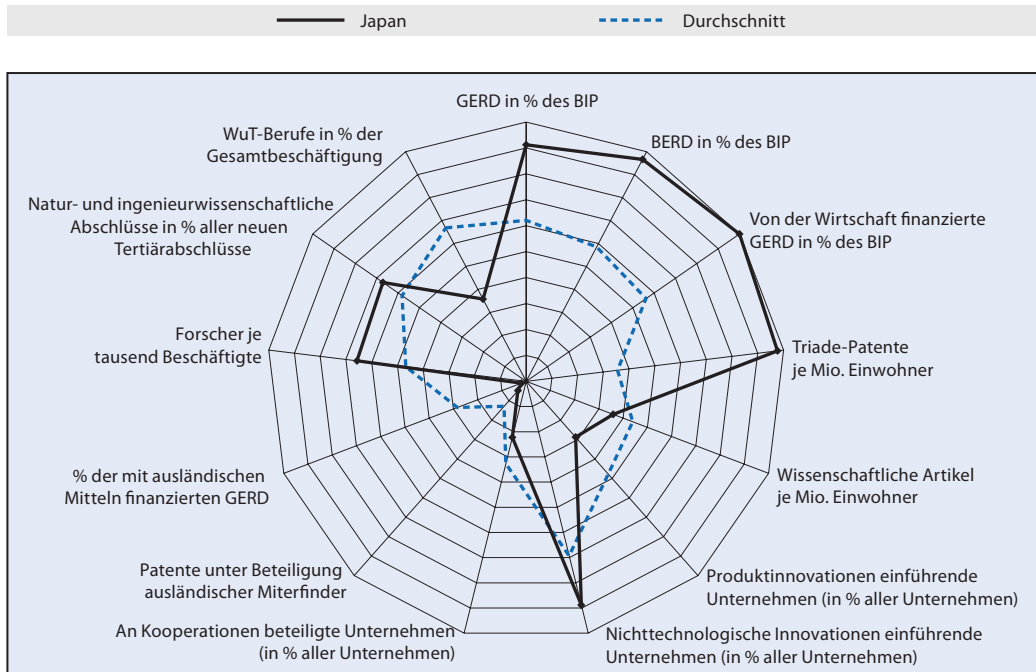 Japan
Durchschnitt
GERD in % des BIP
BERD in % des BIP
Von der Wirtschaft finanzierte
GERD in % des BIP
Triade-Patente
je Mio. Einwohner
Wissenschaftliche Artikel
je Mio. Einwohner
Produktinnovationen einführende
Unternehmen (in % aller Unternehmen)
Nichttechnologische Innovationen einführende
Unternehmen (in % aller Unternehmen)
An Kooperationen beteiligte Unternehmen
(in % aller Unternehmen)
Patente unter Beteiligung
ausländischer Miterfinder
% der mit ausländischen
Mitteln finanzierten GERD
Forscher je
tausend Beschäftigte
Natur- und ingenieurwissenschaftliche
Abschlüsse in % aller neuen
Tertiärabschlüsse
WuT-Berufe in % der
Gesamtbeschäftigung